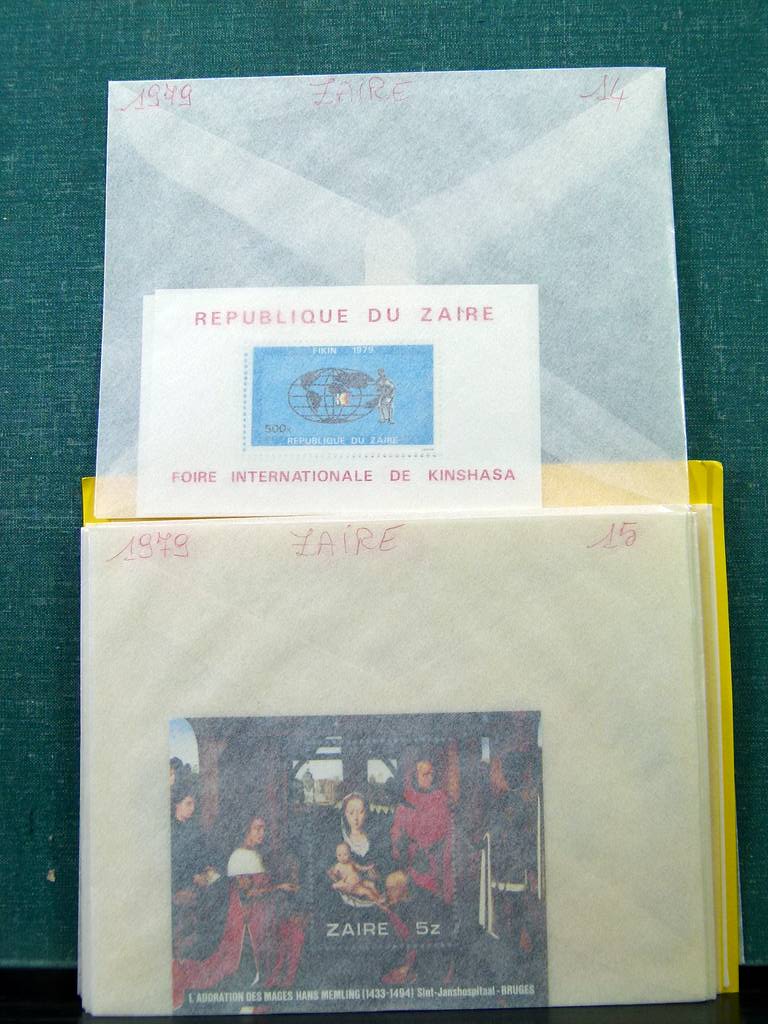 1979 ZAIRE 14
REPUBLIQUE DU ZAIRE
FIKIN 1979
500K
REPUBLIQUE DU ZAIRE
FOIRE INTERNATIONALE DE KINSHASA
1979 ZAIRE 15
ZAIRE 5z
L'ADORATION DES MAGES HANS MEMLING (1433-1494) Sint-Janshospitaal - BRUGES